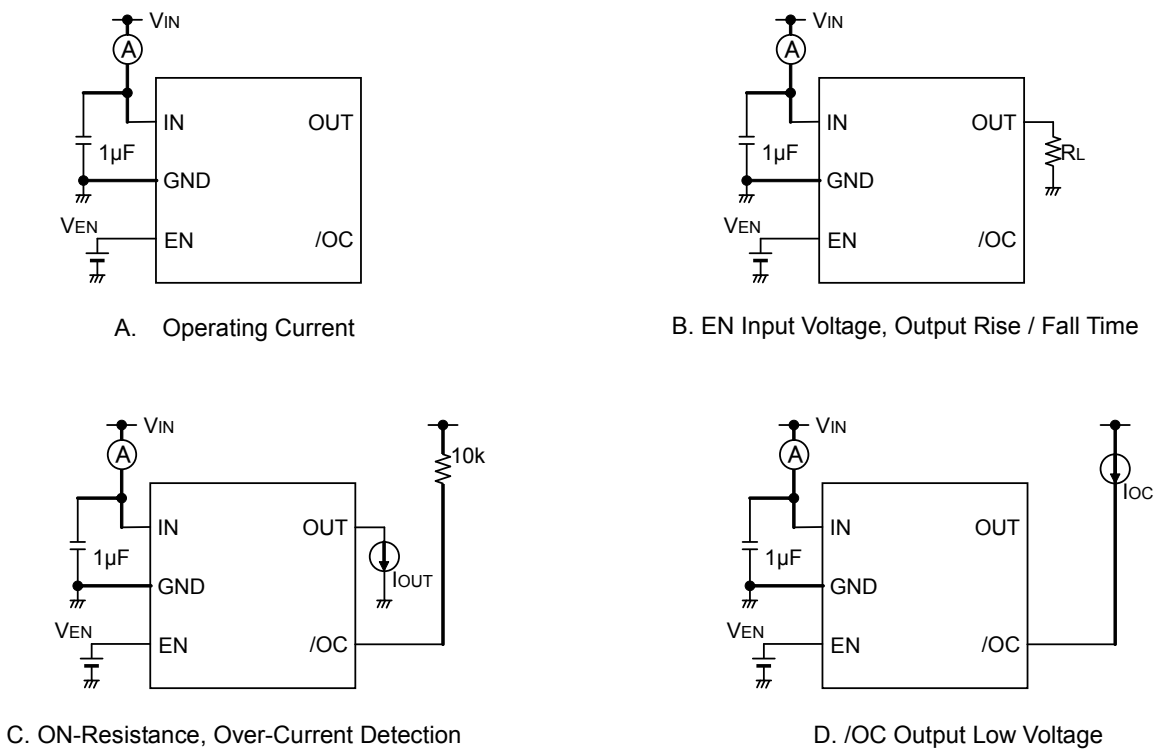 VIN
A
IN
OUT
1µF
GND
VEN
EN
/OC
A. Operating Current
VIN
A
IN
OUT
1µF
RL
GND
VEN
EN
/OC
B. EN Input Voltage, Output Rise / Fall Time
VIN
A
10k
IN
OUT
1µF
IOUT
GND
VEN
EN
/OC
C. ON-Resistance, Over-Current Detection
VIN
A
IOC
IN
OUT
1µF
GND
VEN
EN
/OC
D. /OC Output Low Voltage